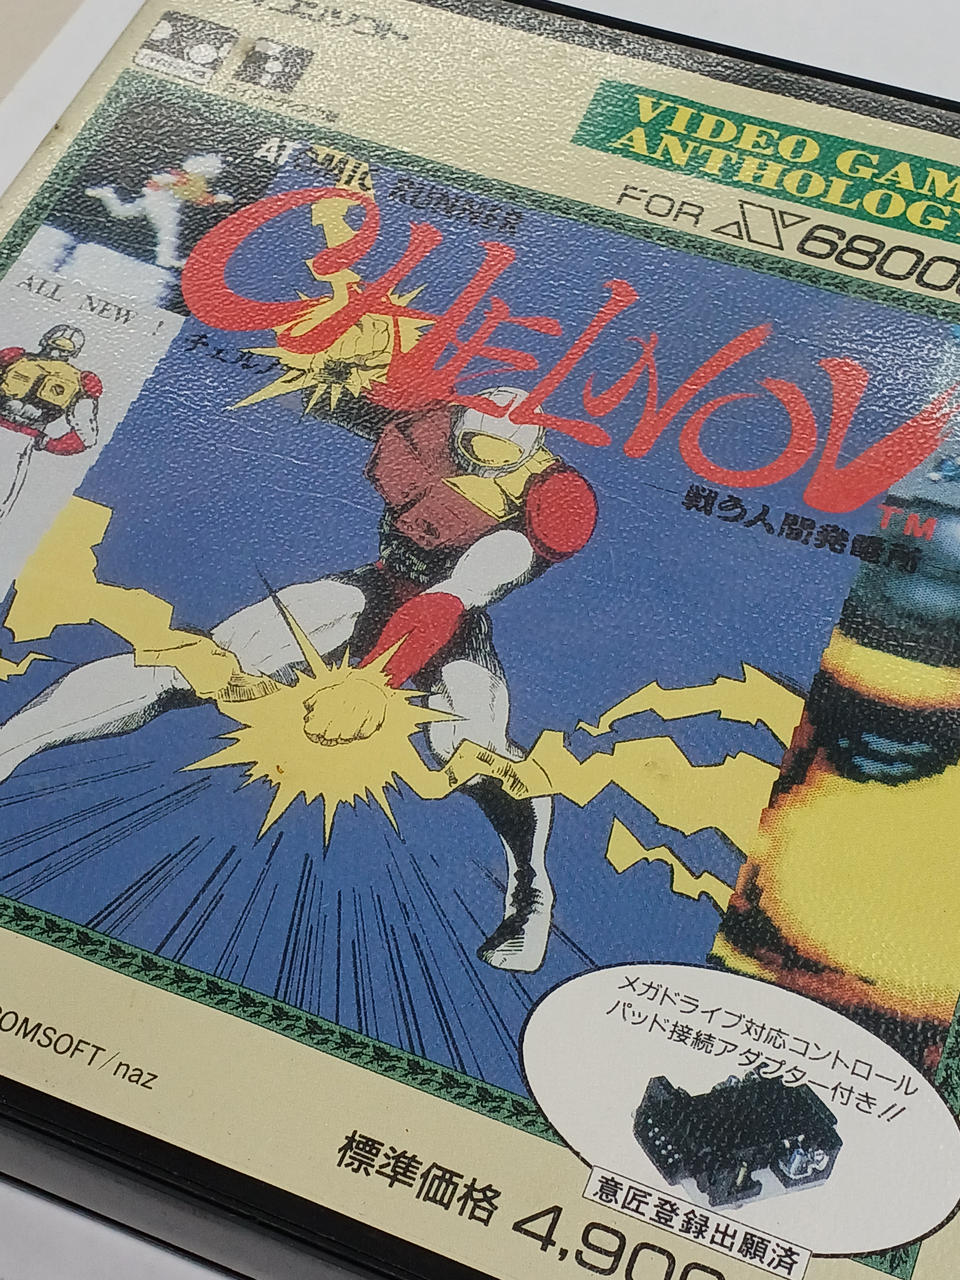 VIDEO GAM
ANTHOLOG
FOR X68000
RUNNER
ALL NEW !
CHELNOV
チェルノブ
TM
戦う人間発電所
メガドライブ対応コントロール
パッド接続アダプター付き!!
意匠登録出願済
OMSOFT/naz
標準価格 4,900